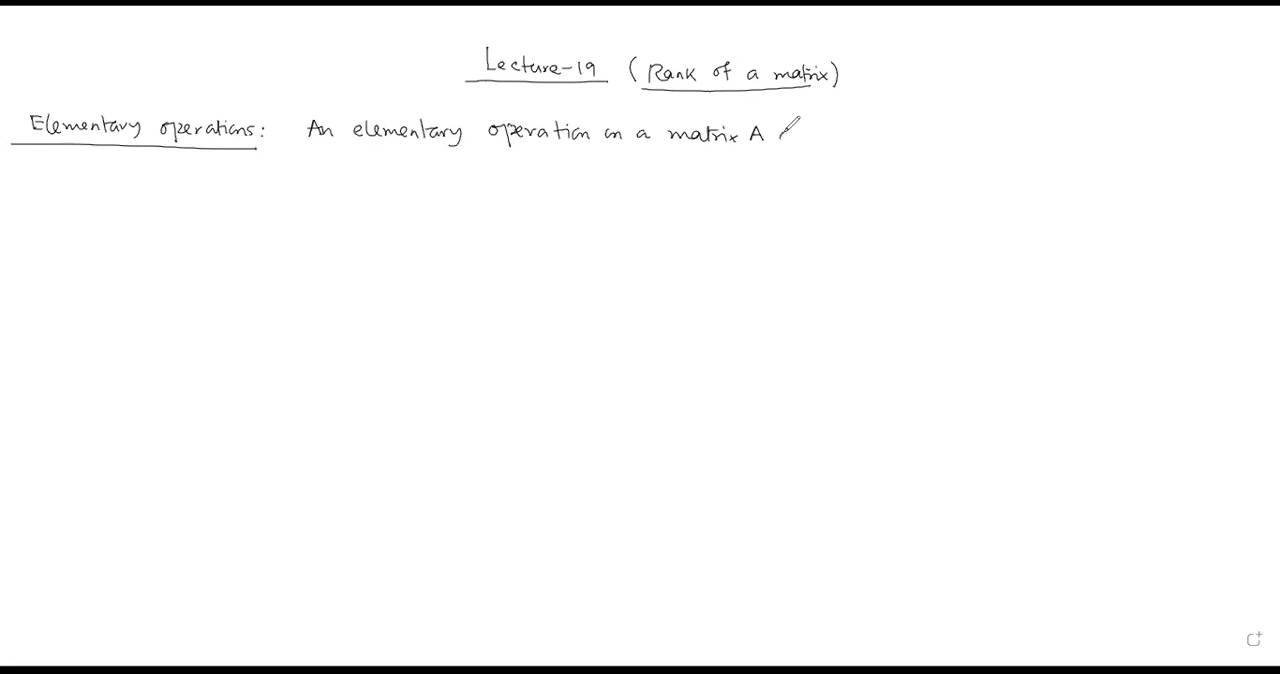 Lecture-19 (Rank of a matrix)
Elementary operations: An elementary operation on a matrix A